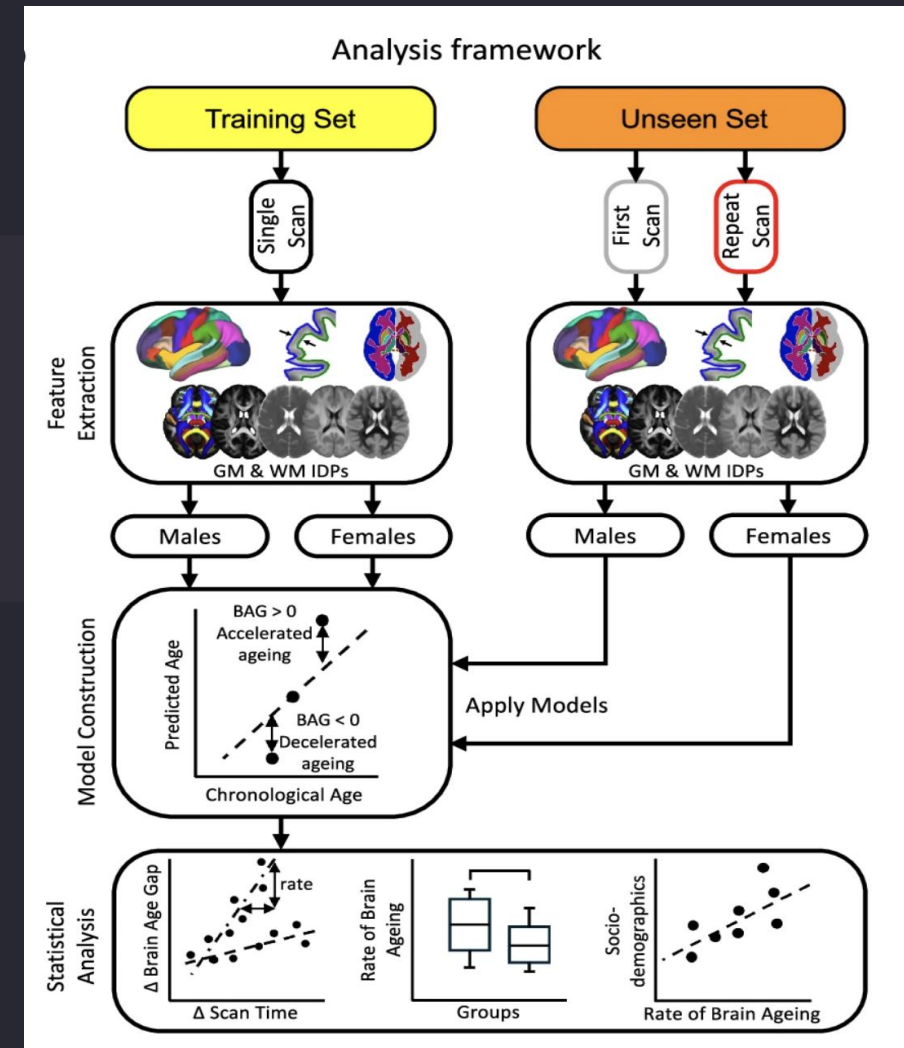 Analysis framework
Training Set
Unseen Set
Single
Scan
First
Scan
Repeat
Scan
Feature
Extraction
GM & WM IDPs
GM & WM IDPs
Males
Females
Males
Females
Model Construction
Predicted Age
BAG > 0
Accelerated
ageing
BAG < 0
Decelerated
ageing
Chronological Age
Apply Models
Statistical
Analysis
Δ Brain Age Gap
rate
Δ Scan Time
Rate of Brain
Ageing
Groups
Socio-
demographics
Rate of Brain Ageing